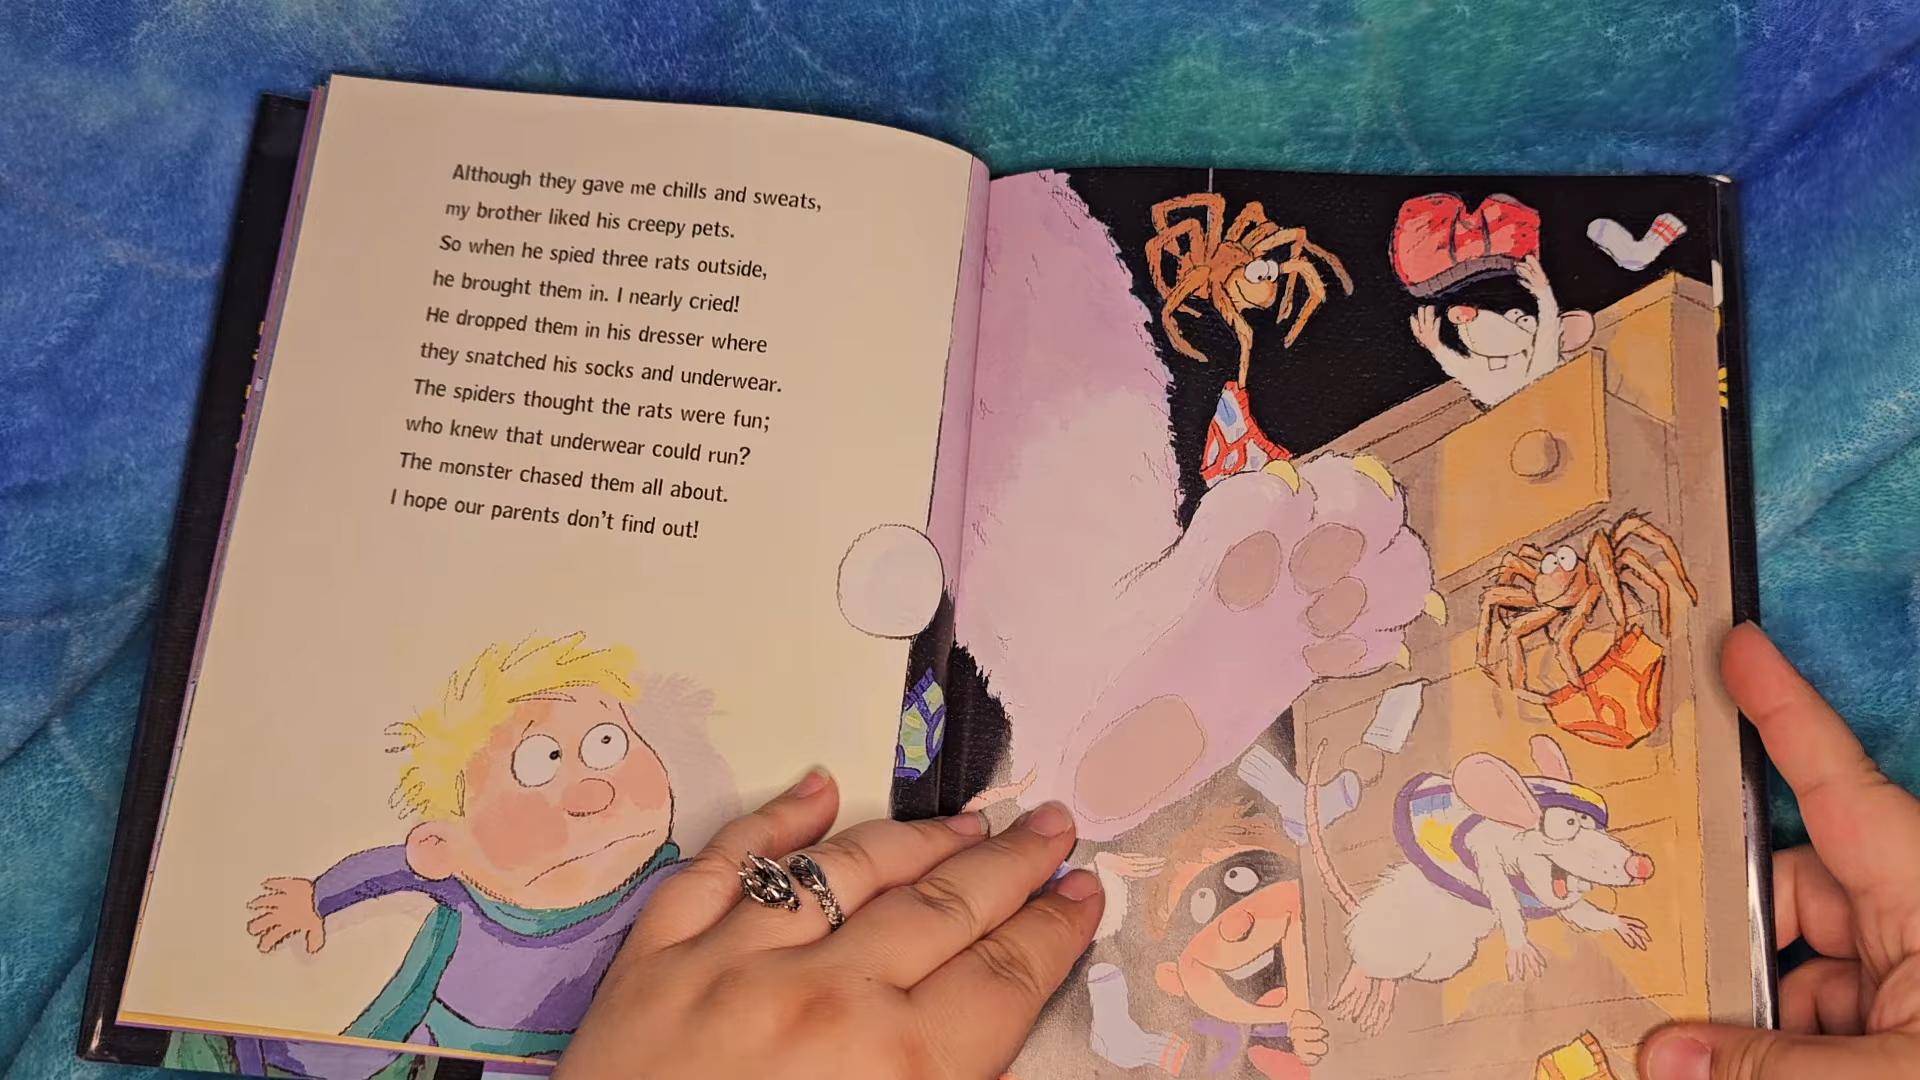 Although they gave me chills and sweats,
my brother liked his creepy pets.
So when he spied three rats outside,
he brought them in. I nearly cried!
He dropped them in his dresser where
they snatched his socks and underwear.
The spiders thought the rats were fun;
who knew that underwear could run?
The monster chased them all about.
I hope our parents don't find out!